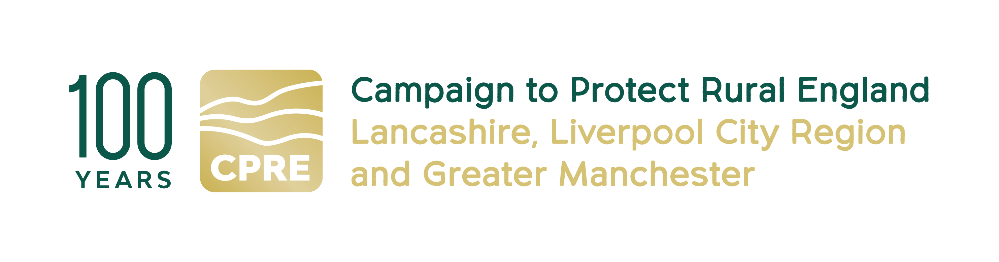 100
YEARS
CPRE
Campaign to Protect Rural England
Lancashire, Liverpool City Region
and Greater Manchester